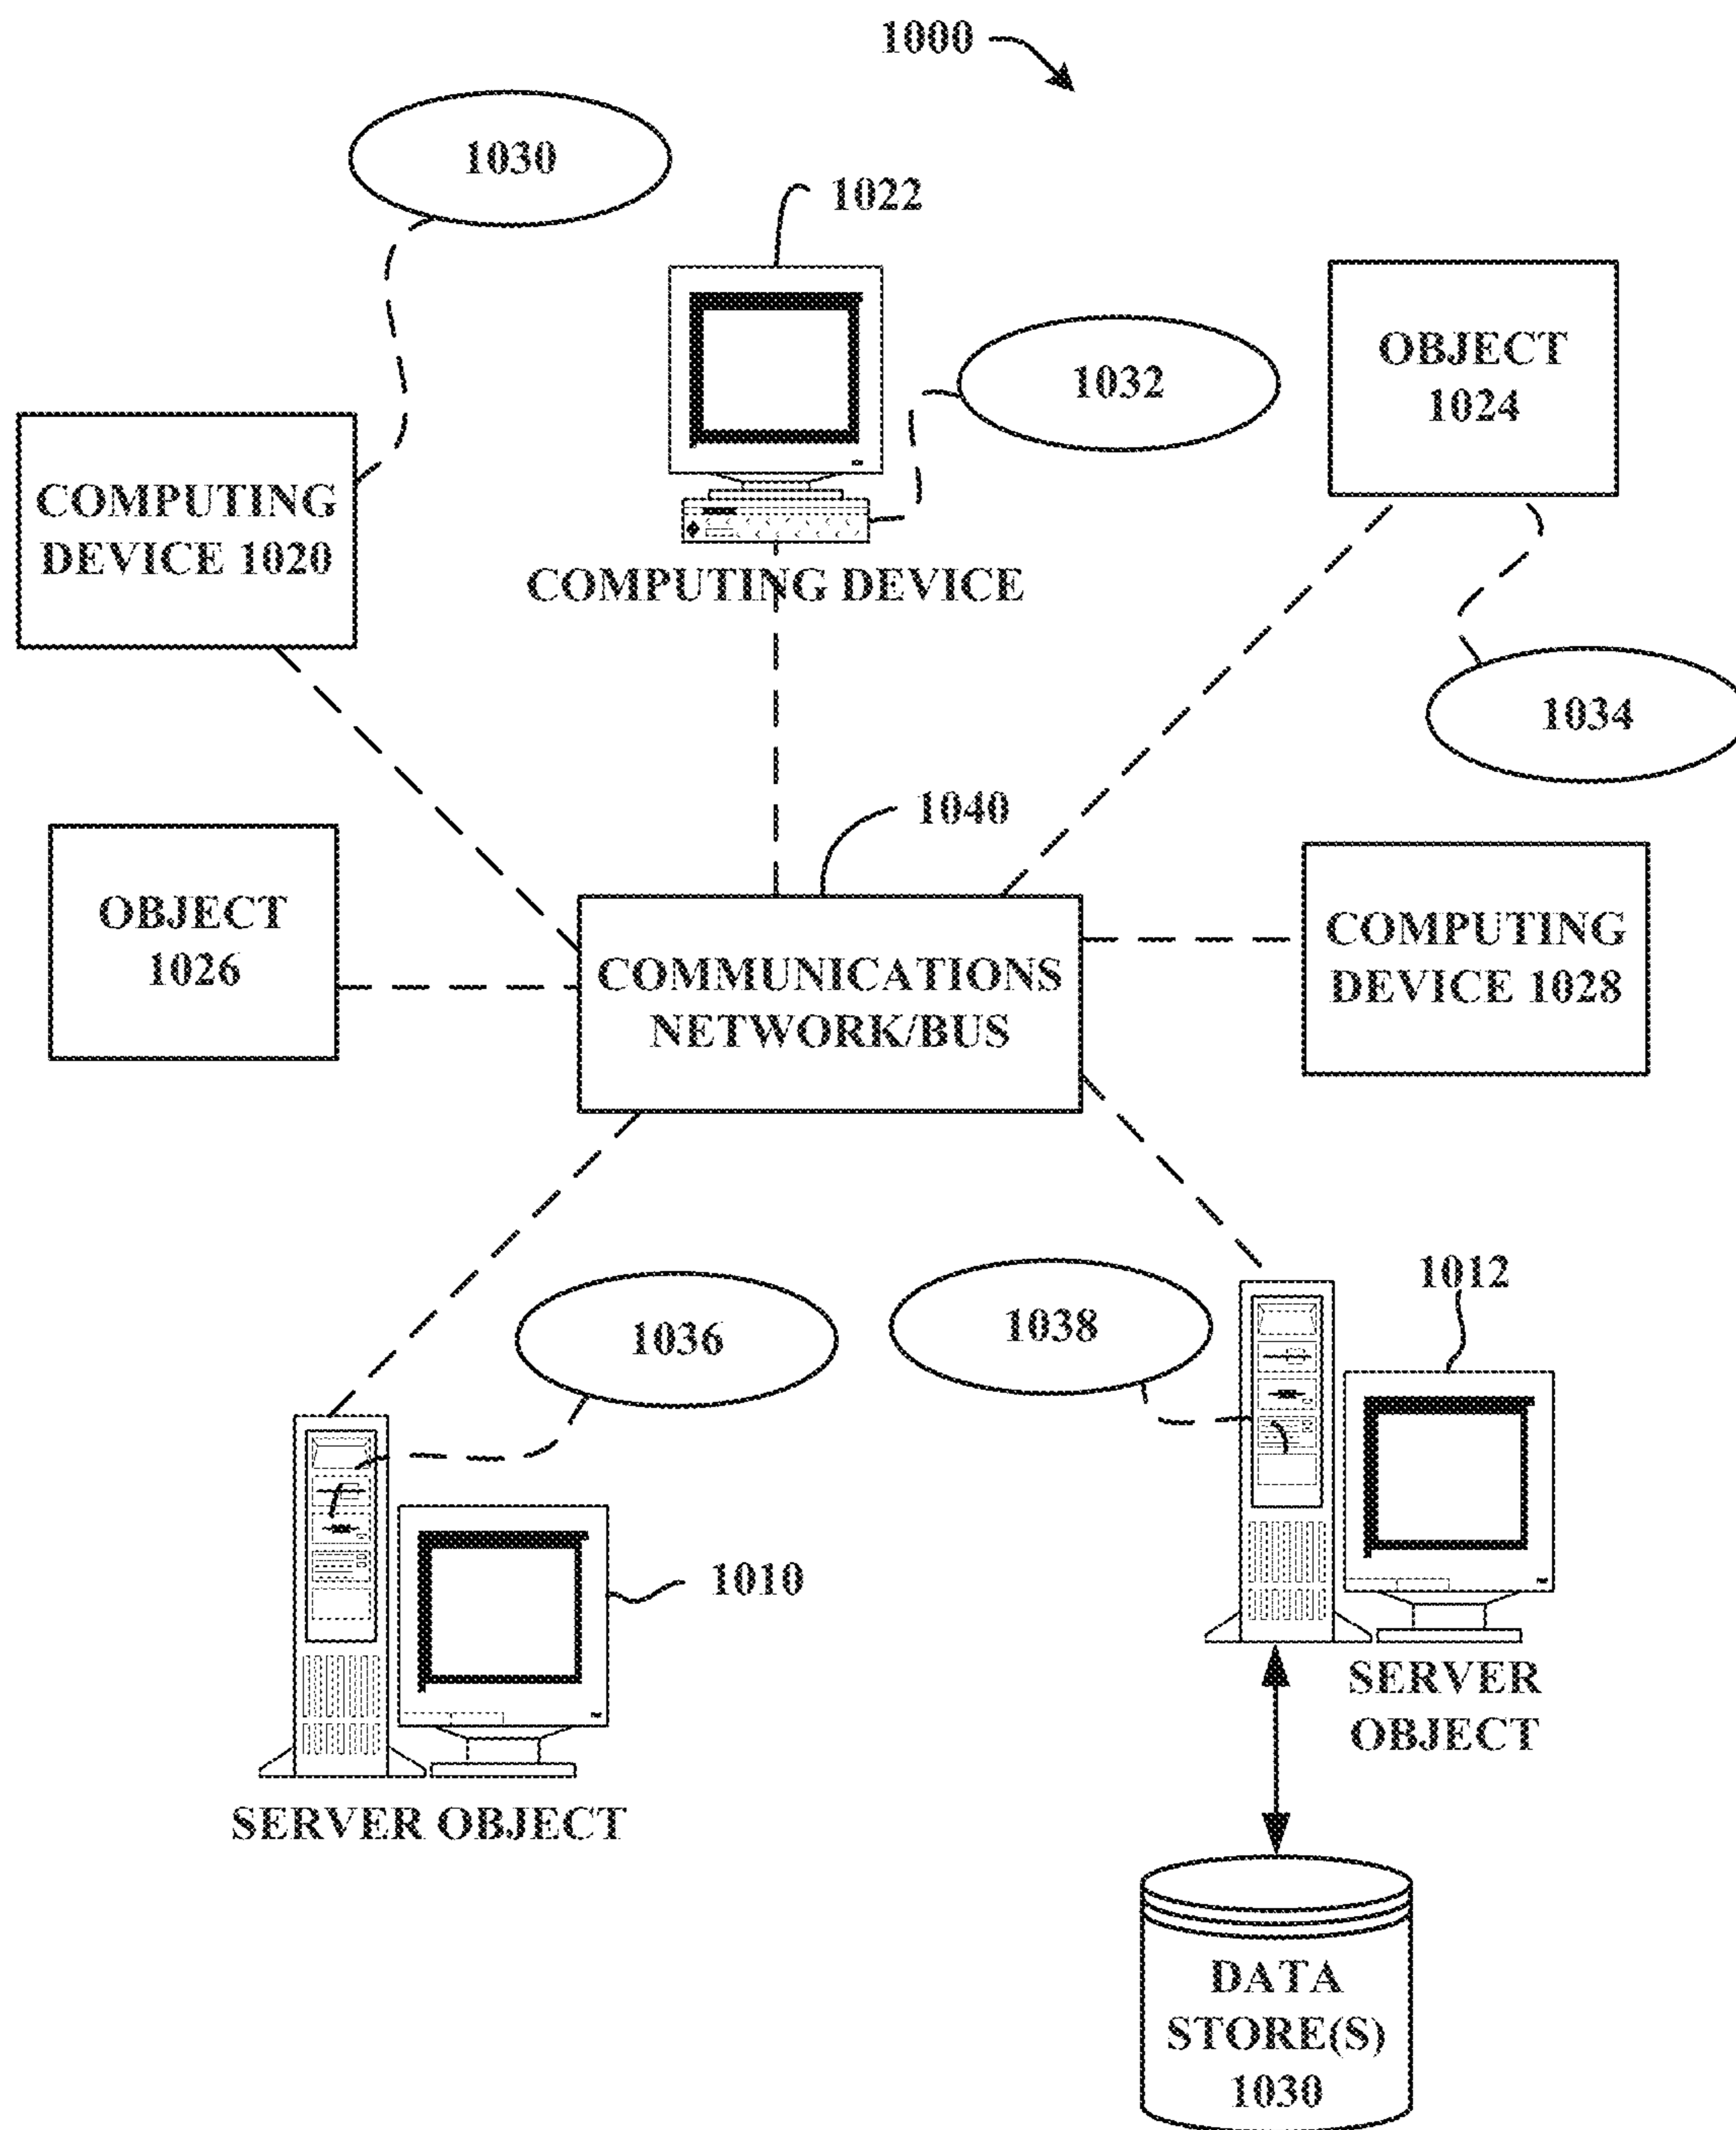 1000
1030
1022
1032
OBJECT
1024
COMPUTING
DEVICE 1020
COMPUTING DEVICE
1034
1040
OBJECT
1026
COMMUNICATIONS
NETWORK/BUS
COMPUTING
DEVICE 1028
1036
1038
1012
1010
SERVER
OBJECT
SERVER OBJECT
DATA
STORE(S)
1030